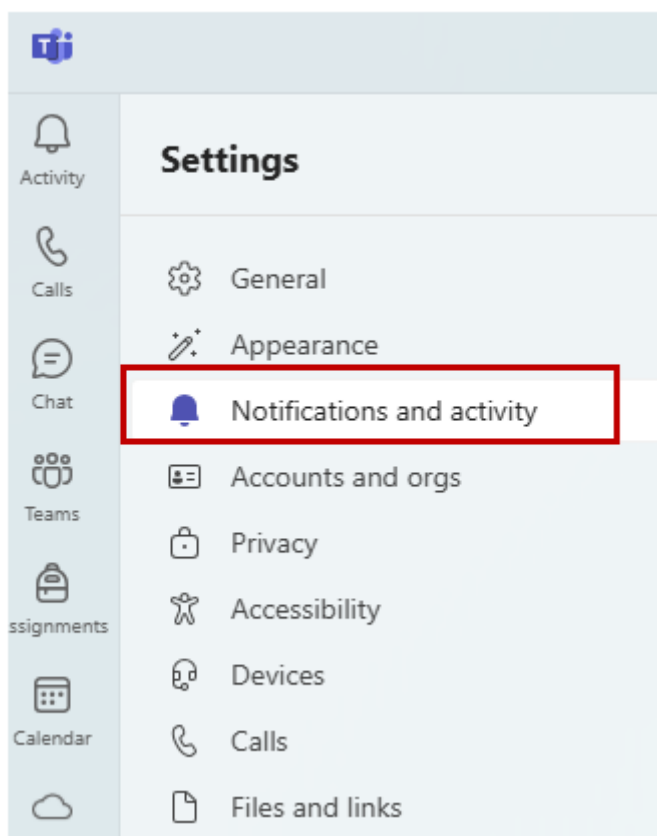 Activity
Calls
Chat
Teams
ssignments
Calendar
Settings
General
Appearance
Notifications and activity
Accounts and orgs
Privacy
Accessibility
Devices
Calls
Files and links